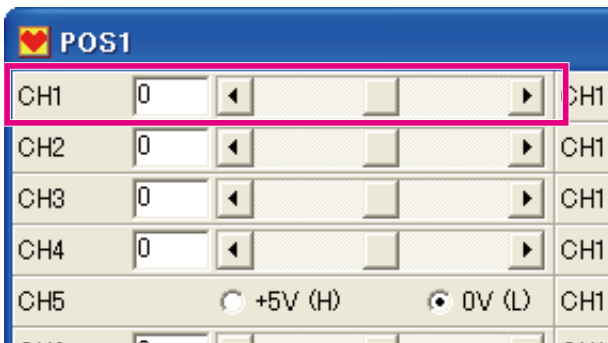 POS1
CH1 0 CH1
CH2 0 CH1
CH3 0 CH1
CH4 0 CH1
CH5 +5V (H) 0V (L) CH1